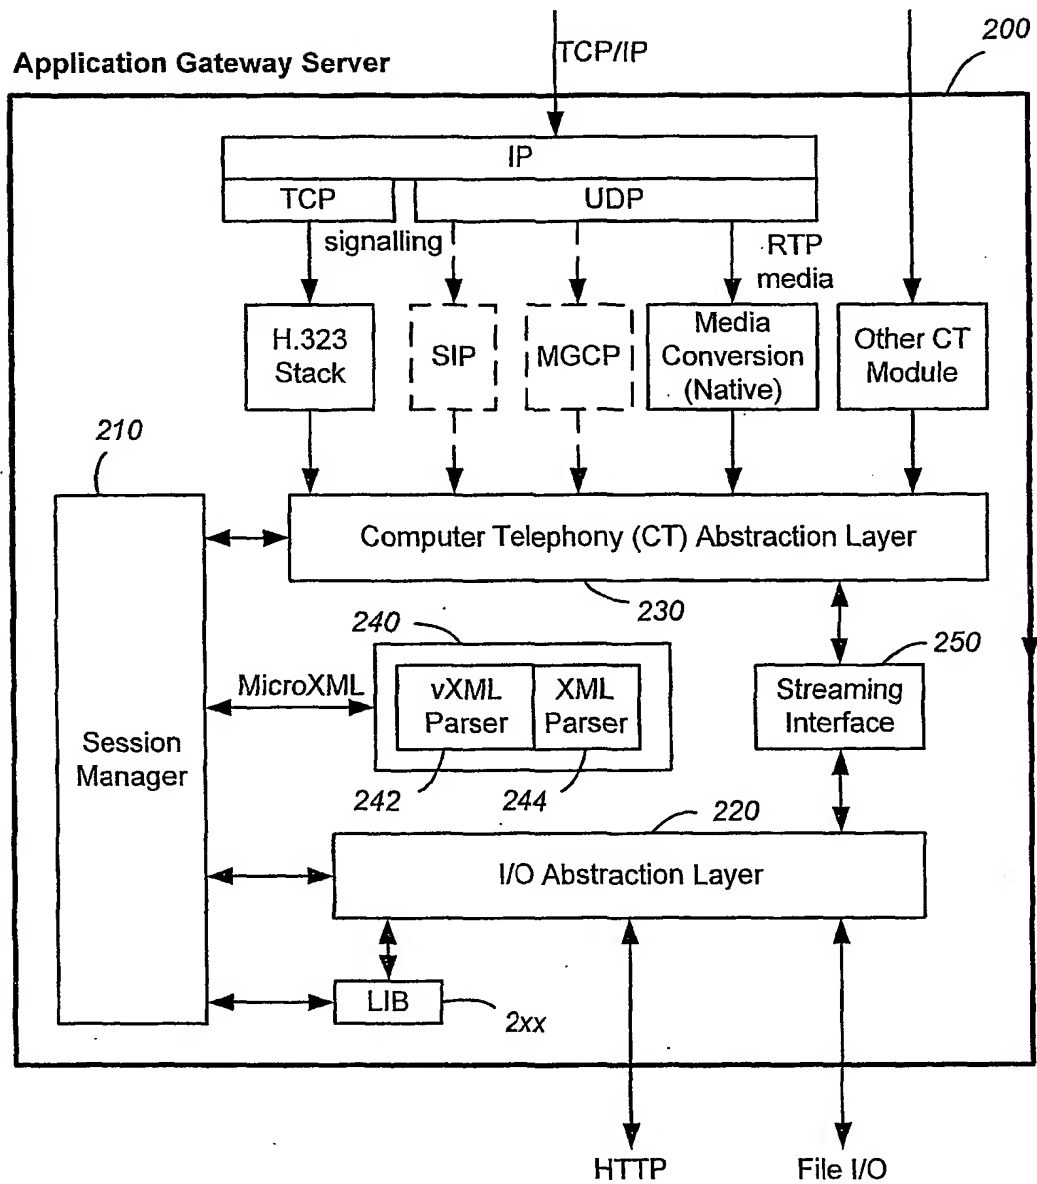 200
TCP/IP
Application Gateway Server
IP
TCP
UDP
signalling
RTP
media
H.323
Stack
SIP
MGCP
Media
Conversion
(Native)
Other CT
Module
210
Computer Telephony (CT) Abstraction Layer
230
240
250
MicroXML
vXML
Parser
XML
Parser
Streaming
Interface
Session
Manager
242
244
220
I/O Abstraction Layer
LIB
2xx
HTTP
File I/O